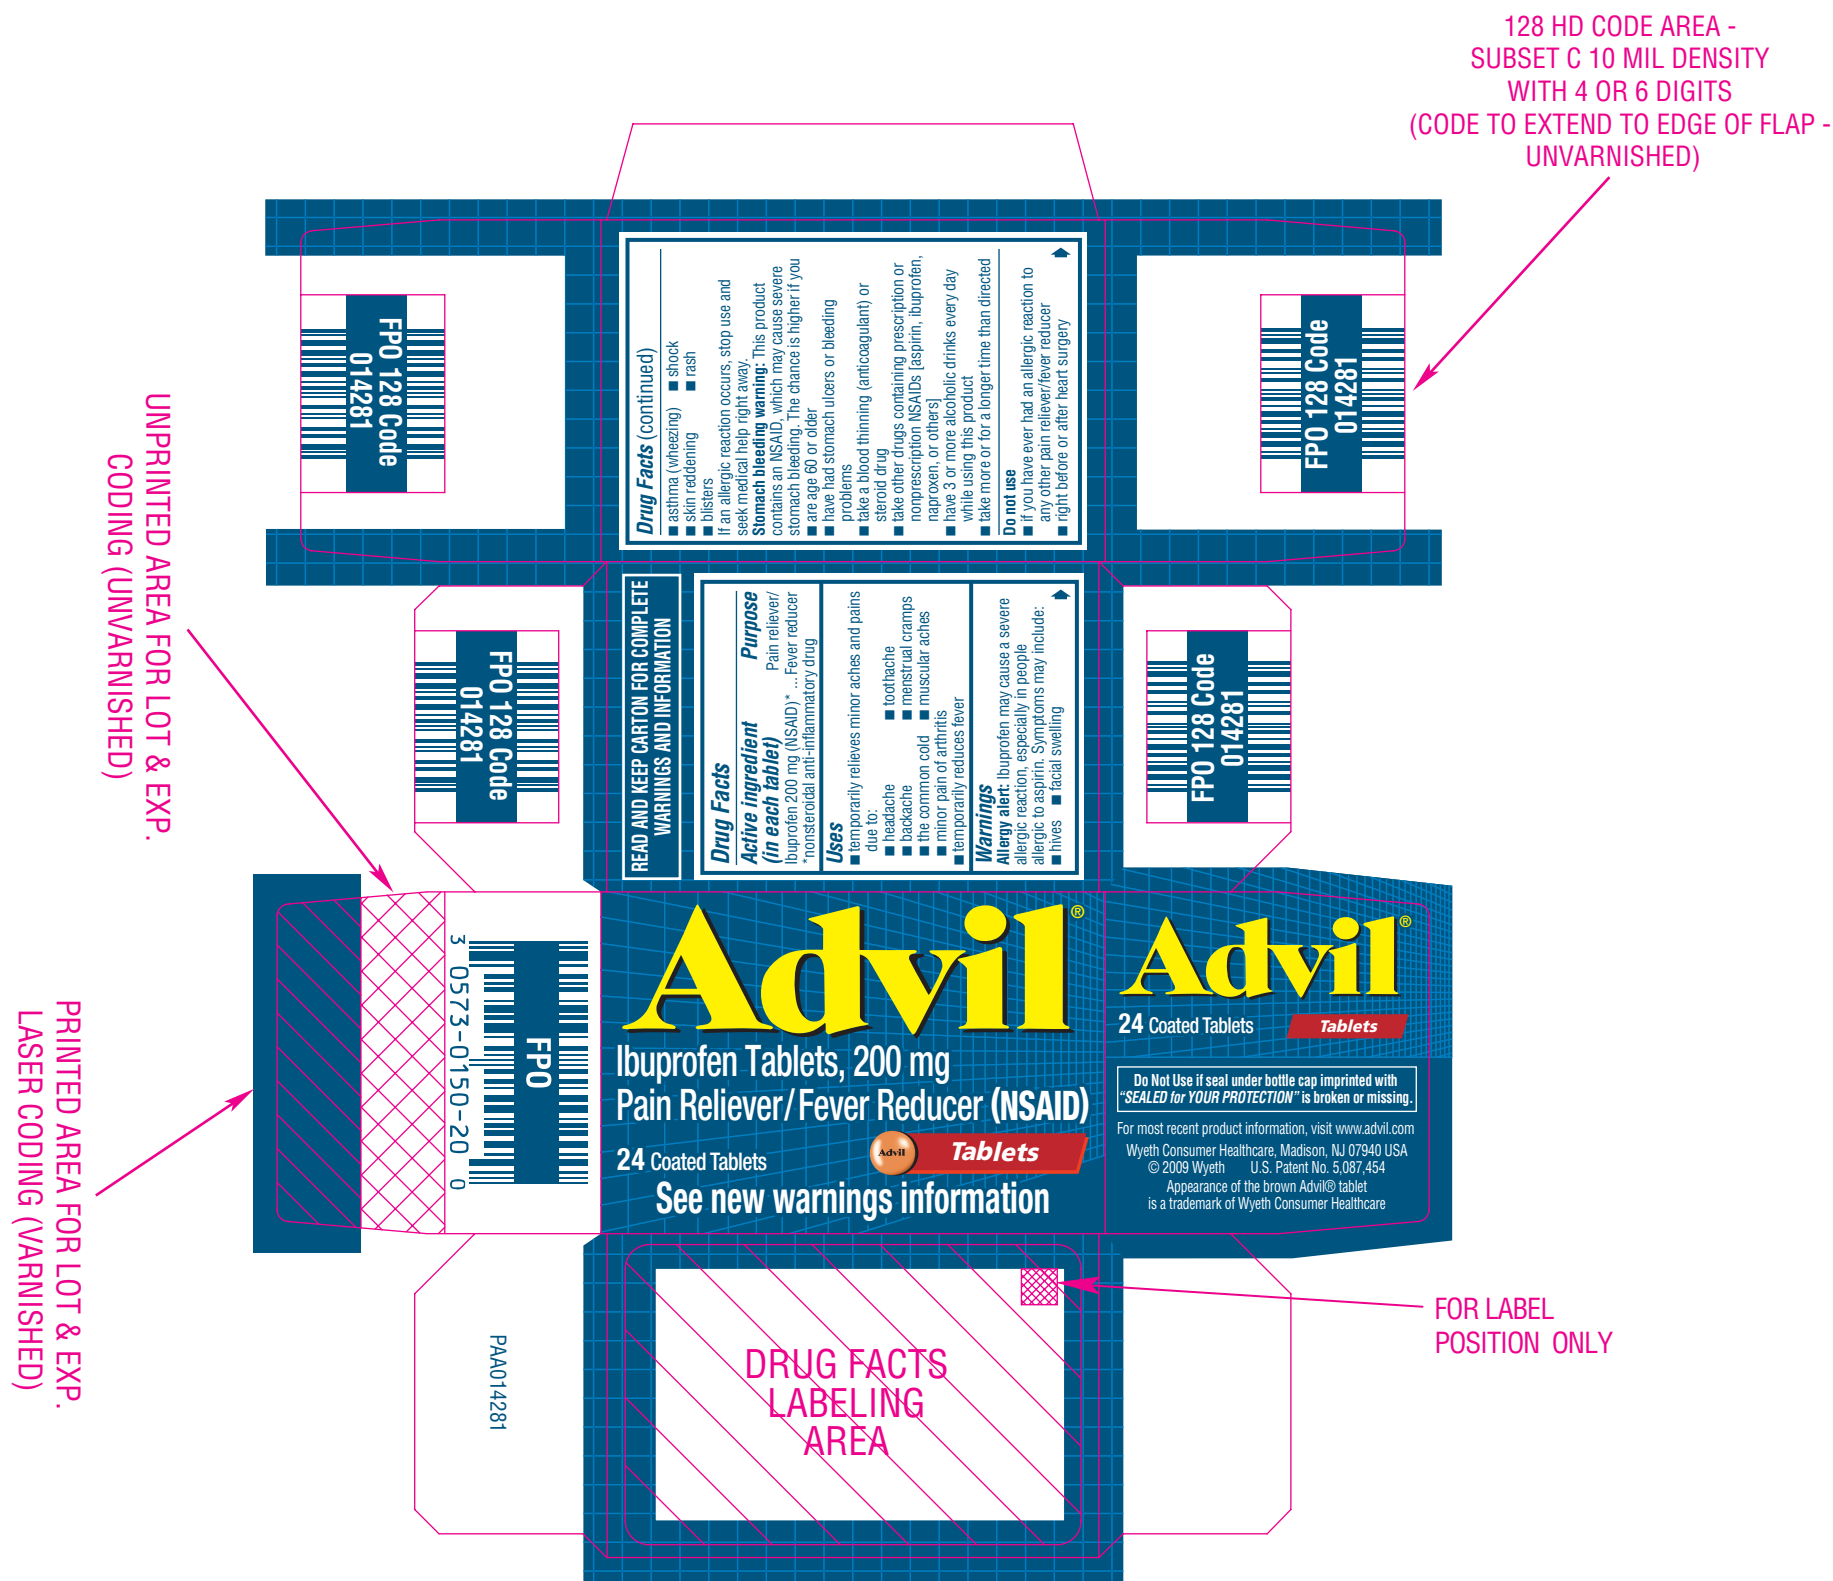 128 HD CODE AREA -
SUBSET C 10 MIL DENSITY
WITH 4 OR 6 DIGITS
(CODE TO EXTEND TO EDGE OF FLAP -
UNVARNISHED)
FPO 128 Code
014281
Drug Facts (continued)
■ asthma (wheezing) ■ shock
■ skin reddening ■ rash
■ blisters
If an allergic reaction occurs, stop use and
seek medical help right away.
Stomach bleeding warning: This product
contains an NSAID, which may cause severe
stomach bleeding. The chance is higher if you
■ are age 60 or older
■ have had stomach ulcers or bleeding
problems
■ take a blood thinning (anticoagulant) or
steroid drug
■ take other drugs containing prescription or
nonprescription NSAIDs [aspirin, ibuprofen,
naproxen, or others]
■ have 3 or more alcoholic drinks every day
while using this product
■ take more or for a longer time than directed
Do not use
■ if you have ever had an allergic reaction to
any other pain reliever/fever reducer
■ right before or after heart surgery
FPO 128 Code
014281
UNPRINTED AREA FOR LOT & EXP.
CODING (UNVARNISHED)
FPO 128 Code
014281
READ AND KEEP CARTON FOR COMPLETE
WARNINGS AND INFORMATION
Drug Facts
Active ingredient Purpose
(in each tablet) Pain reliever/
Ibuprofen 200 mg (NSAID)* ... Fever reducer
*nonsteroidal anti-inflammatory drug
Uses
■ temporarily relieves minor aches and pains
due to:
■ headache ■ toothache
■ backache ■ menstrual cramps
■ the common cold ■ muscular aches
■ minor pain of arthritis
■ temporarily reduces fever
Warnings
Allergy alert: Ibuprofen may cause a severe
allergic reaction, especially in people
allergic to aspirin. Symptoms may include:
■ hives ■ facial swelling
FPO 128 Code
014281
PRINTED AREA FOR LOT & EXP.
LASER CODING (VARNISHED)
FPO
3 0573-0150-20 0
Advil®
Ibuprofen Tablets, 200 mg
Pain Reliever/Fever Reducer (NSAID)
24 Coated Tablets
Advil
Tablets
See new warnings information
Advil®
24 Coated Tablets
Tablets
Do Not Use if seal under bottle cap imprinted with
"SEALED for YOUR PROTECTION" is broken or missing.
For most recent product information, visit www.advil.com
Wyeth Consumer Healthcare, Madison, NJ 07940 USA
© 2009 Wyeth U.S. Patent No. 5,087,454
Appearance of the brown Advil® tablet
is a trademark of Wyeth Consumer Healthcare
PAA014281
DRUG FACTS
LABELING
AREA
FOR LABEL
POSITION ONLY